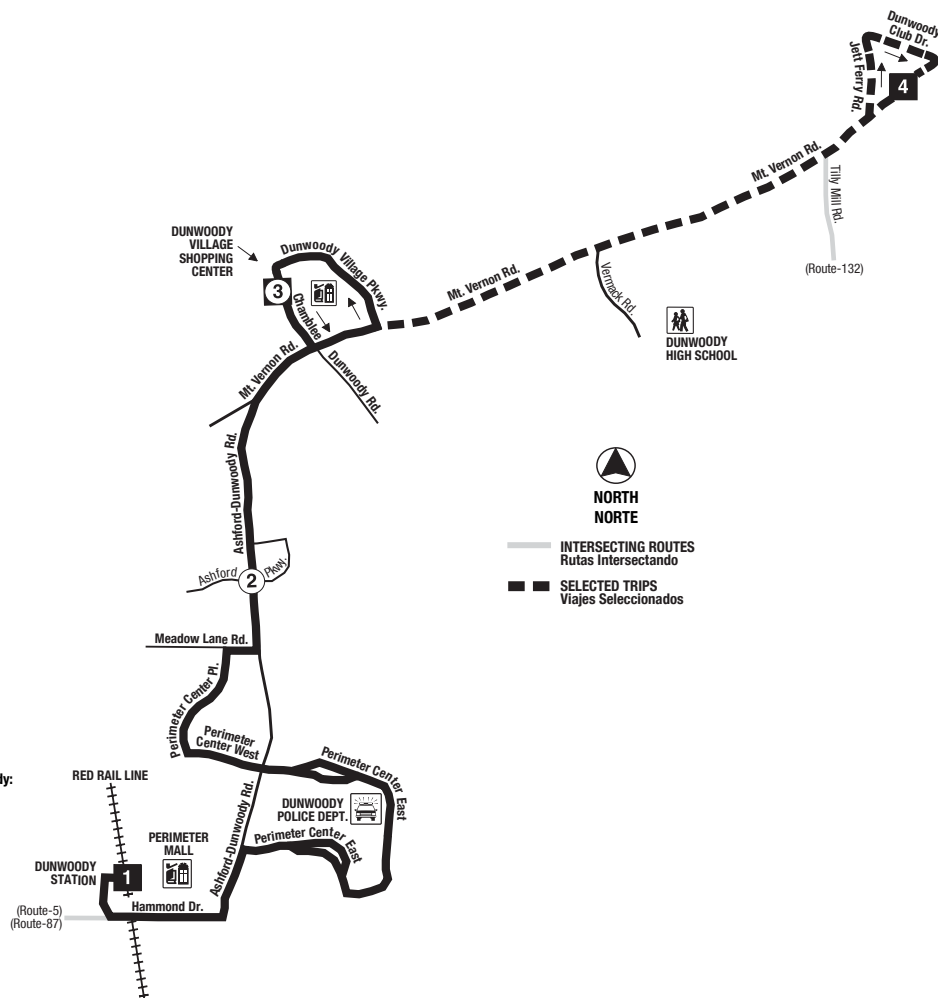 Dunwoody
Club Dr.
Jett Ferry Rd.
4
Mt. Vernon Rd.
Tilly Mill Rd.
(Route-132)
DUNWOODY
VILLAGE
SHOPPING
CENTER
Dunwoody Village Pkwy.
3
Chamblee
Dunwoody Rd.
Mt. Vernon Rd.
Vermack Rd.
DUNWOODY
HIGH SCHOOL
Mt. Vernon Rd.
Ashford-Dunwoody Rd.
NORTH
NORTE
INTERSECTING ROUTES
Rutas Intersectando
SELECTED TRIPS
Viajes Seleccionados
Ashford
2
Pkwy.
Meadow Lane Rd.
Perimeter Center Pl.
Perimeter
Center West
Perimeter Center East
dy:
RED RAIL LINE
Ashford-Dunwoody Rd.
DUNWOODY
POLICE DEPT.
Perimeter Center East
PERIMETER
MALL
DUNWOODY
STATION
1
Hammond Dr.
(Route-5)
(Route-87)